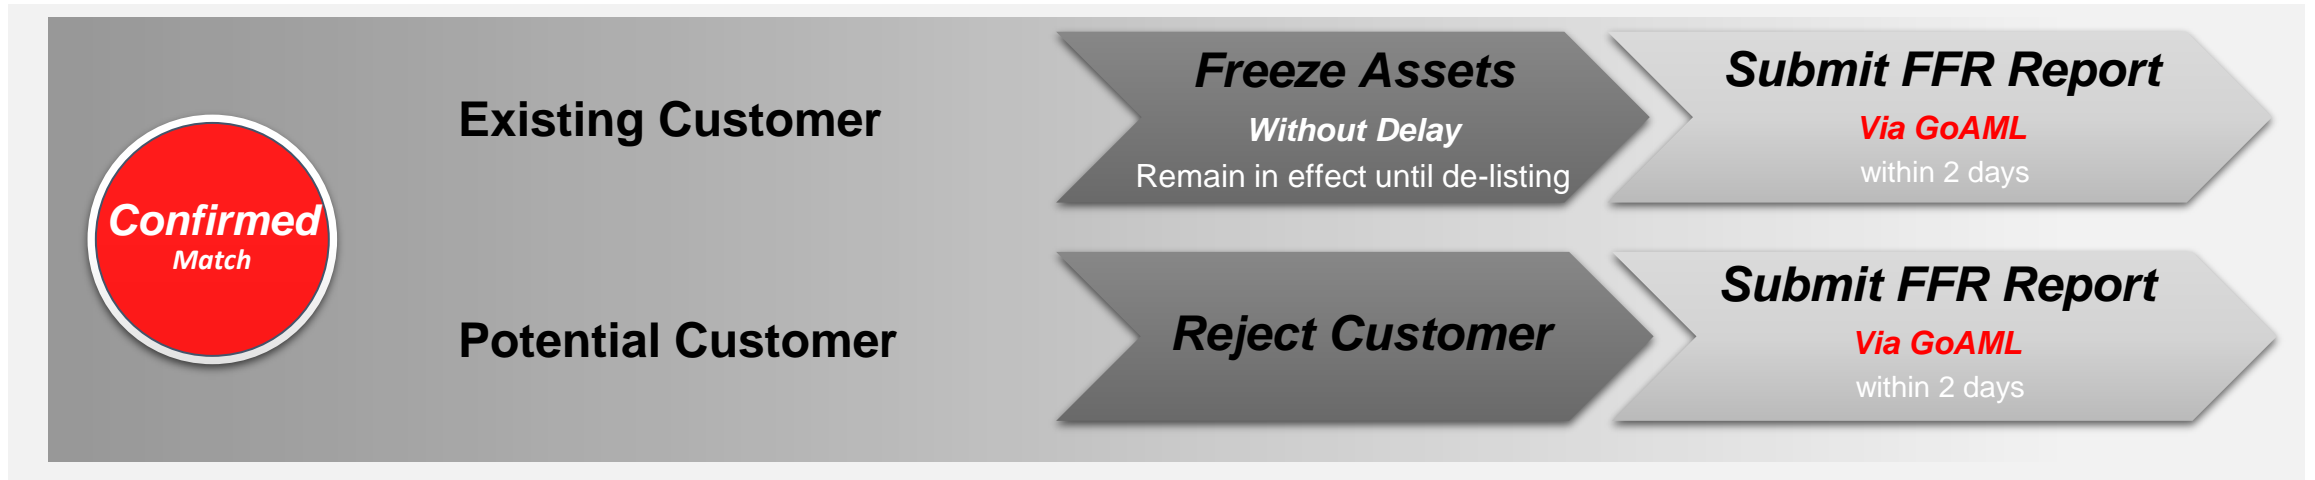 Confirmed
Match
Existing Customer
Freeze Assets
Without Delay
Remain in effect until de-listing
Submit FFR Report
Via GoAML
within 2 days
Potential Customer
Reject Customer
Submit FFR Report
Via GoAML
within 2 days